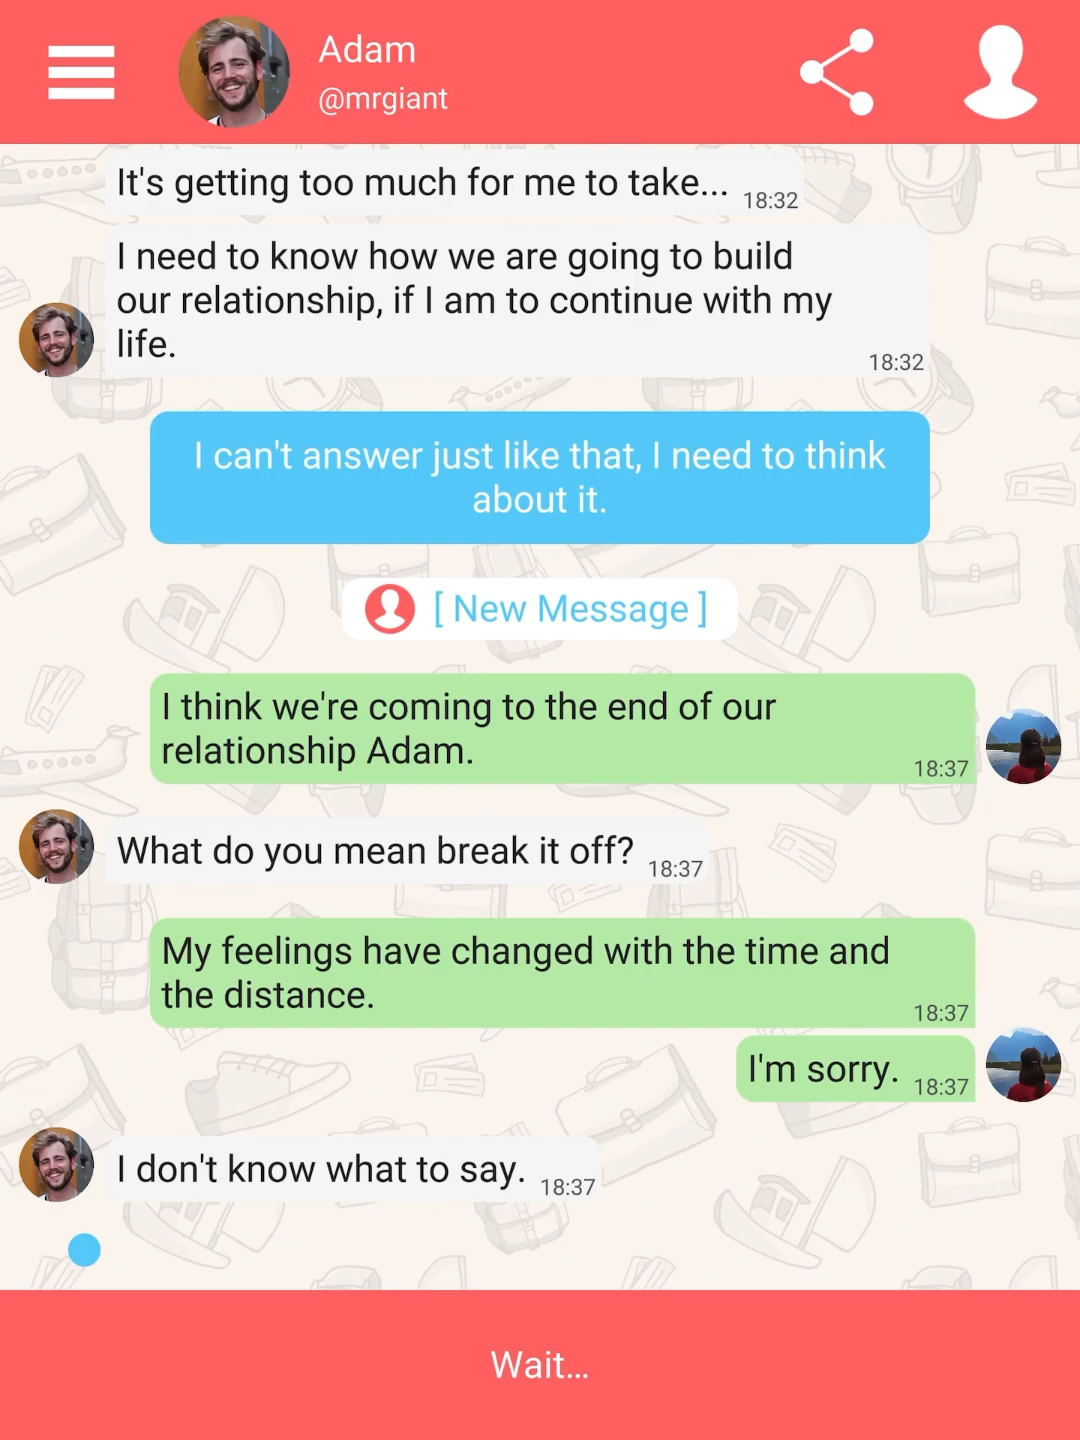 Adam
@mrgiant
It's getting too much for me to take... 18:32
I need to know how we are going to build
our relationship, if I am to continue with my
life.
18:32
I can't answer just like that, I need to think
about it.
[ New Message ]
I think we're coming to the end of our
relationship Adam.
18:37
What do you mean break it off? 18:37
My feelings have changed with the time and
the distance.
18:37
I'm sorry. 18:37
I don't know what to say. 18:37
Wait...